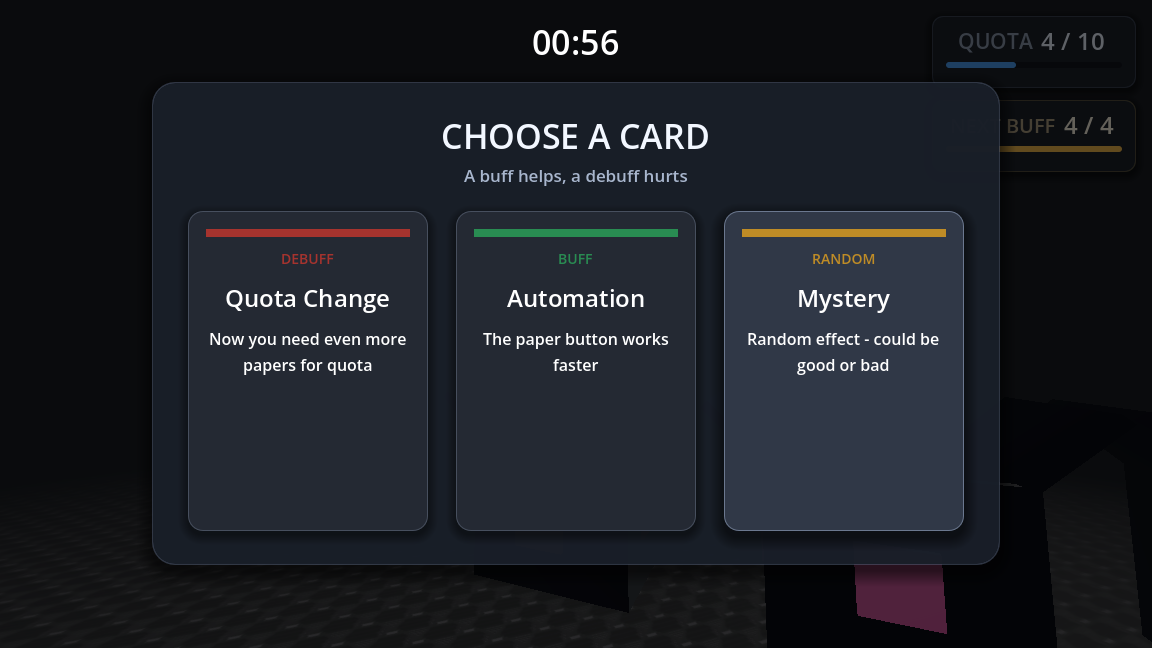 00:56
QUOTA 4 / 10
NEXT BUFF 4 / 4
CHOOSE A CARD
A buff helps, a debuff hurts
DEBUFF
Quota Change
Now you need even more
papers for quota
BUFF
Automation
The paper button works
faster
RANDOM
Mystery
Random effect - could be
good or bad